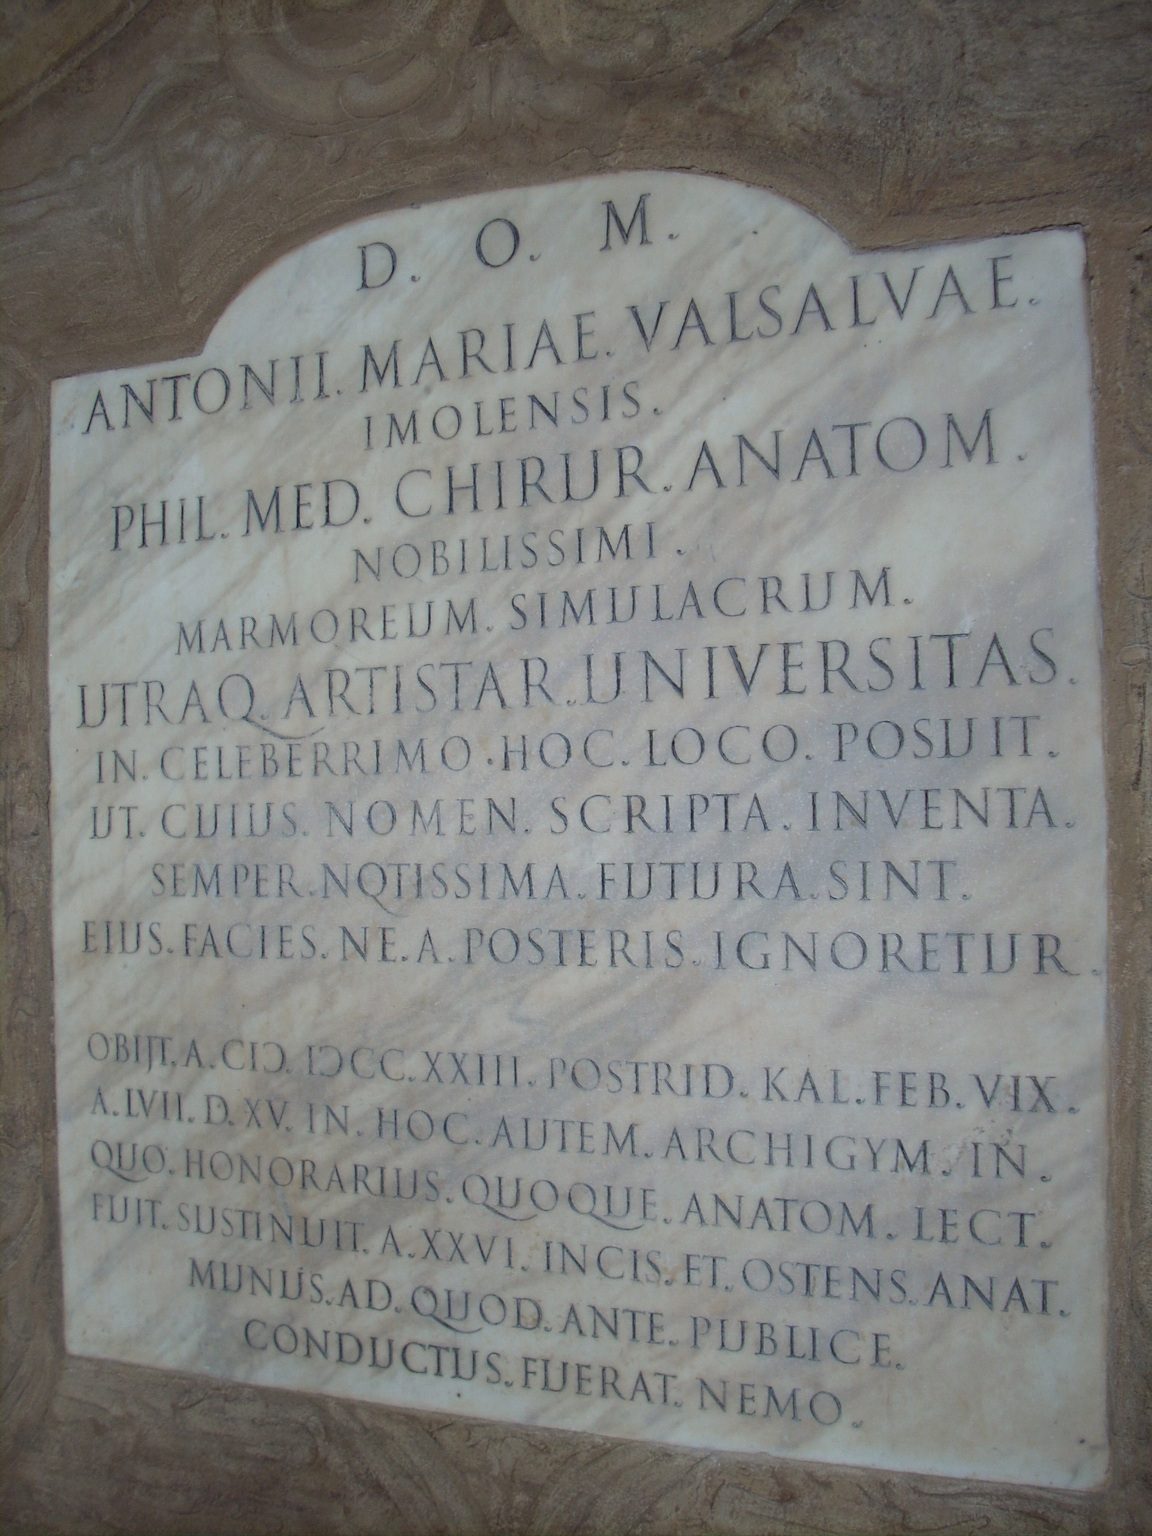 D. O. M.
ANTONII. MARIAE. VALSALVAE.
IMOLENSIS.
PHIL. MED. CHIRUR. ANATOM.
NOBILISSIMI.
MARMOREUM. SIMULACRUM.
UTRAQ. ARTISTAR. UNIVERSITAS.
IN. CELEBERRIMO. HOC. LOCO. POSUIT.
UT. CUIUS. NOMEN. SCRIPTA. INVENTA.
SEMPER. NOTISSIMA. FUTURA. SINT.
EIUS. FACIES. NE. A. POSTERIS. IGNORETUR.
OBIJT. A. CIƆ. IƆCC. XXIII. POSTRID. KAL. FEB. VIX.
A. LVII. D. XV. IN. HOC. AUTEM. ARCHIGYM. IN.
QUO. HONORARIUS. QUOQUE. ANATOM. LECT.
FUIT. SUSTINUIT. A. XXVI. INCIS. ET. OSTENS. ANAT.
MUNUS. AD. QUOD. ANTE. PUBLICE.
CONDUCTUS. FUERAT. NEMO.